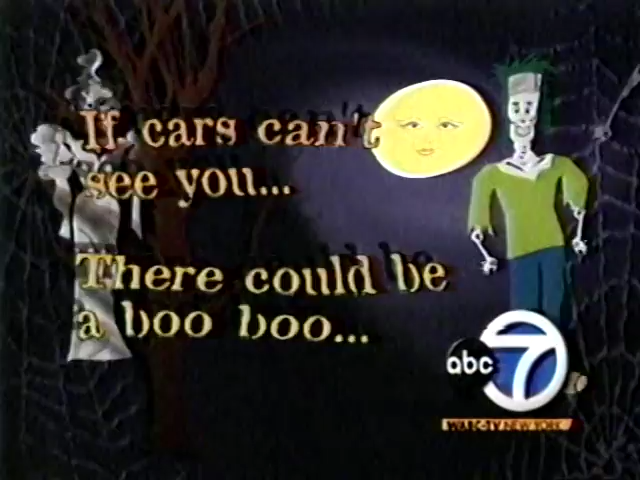 If cars can't
see you...
There could be
a boo boo...
abc 7
WABC-TV NEW YORK